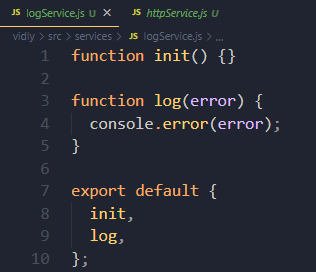 JS logService.js U × JS httpService.js U
vidly > src > services > JS logService.js > ...
1 function init() {}
2
3 function log(error) {
4 console.error(error);
5 }
6
7 export default {
8 init,
9 log,
10 };